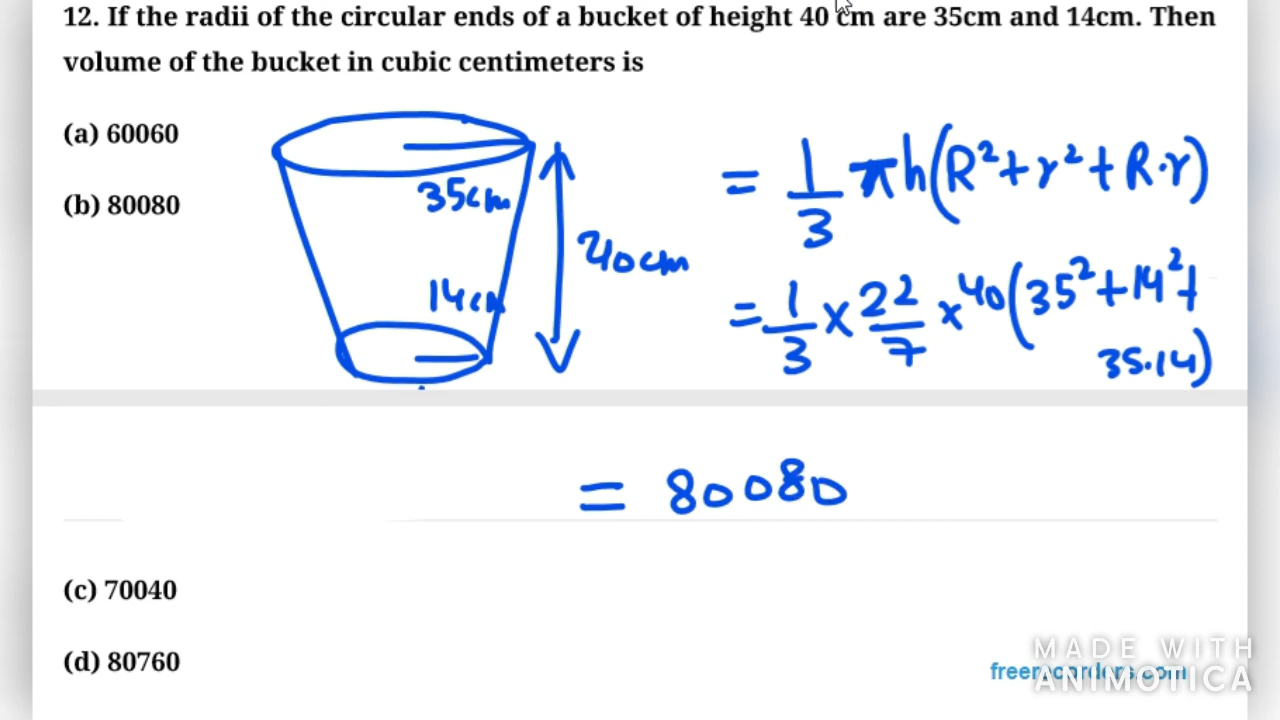 12. If the radii of the circular ends of a bucket of height 40 cm are 35cm and 14cm. Then
volume of the bucket in cubic centimeters is
(a) 60060
(b) 80080
35cm
40cm
14cm
= 1/3 πh(R²+r²+R.r)
= 1/3 × 22/7 × 40(35²+14²+
35.14)
= 80080
(c) 70040
(d) 80760
MADE WITH
ANIMOTICA